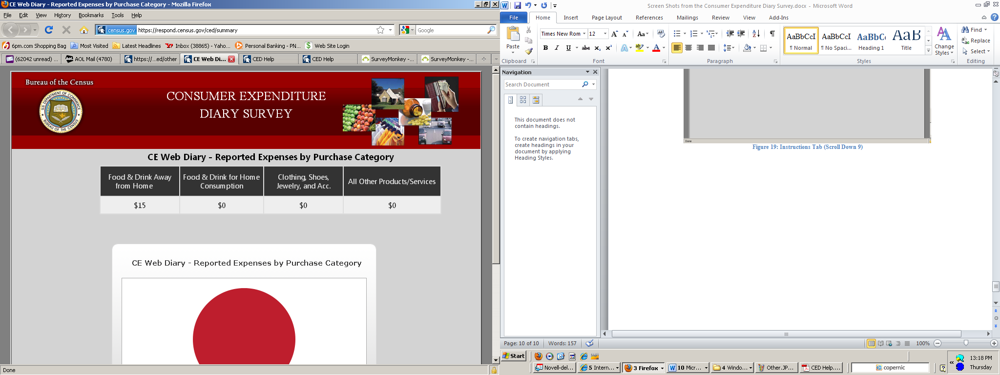 CE Web Diary - Reported Expenses by Purchase Category - Mozilla Firefox
File Edit View History Bookmarks Tools Help
census.gov https://respond.census.gov/ced/summary
Google
6pm.com Shopping Bag Most Visited Latest Headlines Inbox (38865) - Yaho... Personal Banking - PN... Web Site Login
(62042 unread) ... AOL Mail (4780) https://...ed/other CE Web Di... CED Help CED Help SurveyMonkey -... SurveyMonkey -...
Bureau of the Census
U.S. DEPARTMENT OF COMMERCE
BUREAU OF THE CENSUS
CONSUMER EXPENDITURE
DIARY SURVEY
CE Web Diary - Reported Expenses by Purchase Category
Food & Drink Away
from Home
Food & Drink for Home
Consumption
Clothing, Shoes,
Jewelry, and Acc.
All Other Products/Services
$15 $0 $0 $0
CE Web Diary - Reported Expenses by Purchase Category
Done
Screen Shots from the Consumer Expenditure Diary Survey.docx - Microsoft Word
File Home Insert Page Layout References Mailings Review View Add-Ins
Paste
Clipboard
Times New Rom 12
Font
Paragraph
AaBbCcI AaBbCcI AaBbCc AaB
¶ Normal ¶ No Spaci... Heading 1 Title
Change
Styles
Styles
Find
Replace
Select
Editing
Navigation
Search Document
This document does not
contain headings.
To create navigation tabs,
create headings in your
document by applying
Heading Styles.
Done
Figure 19: Instructions Tab (Scroll Down 9)
Page: 10 of 10 Words: 157
100%
Start
Novell-del... 5 Intern... 3 Firefox 10 Micr... 4 Windo... Other.JP... CED Help....
copernic
13:18 PM
Thursday